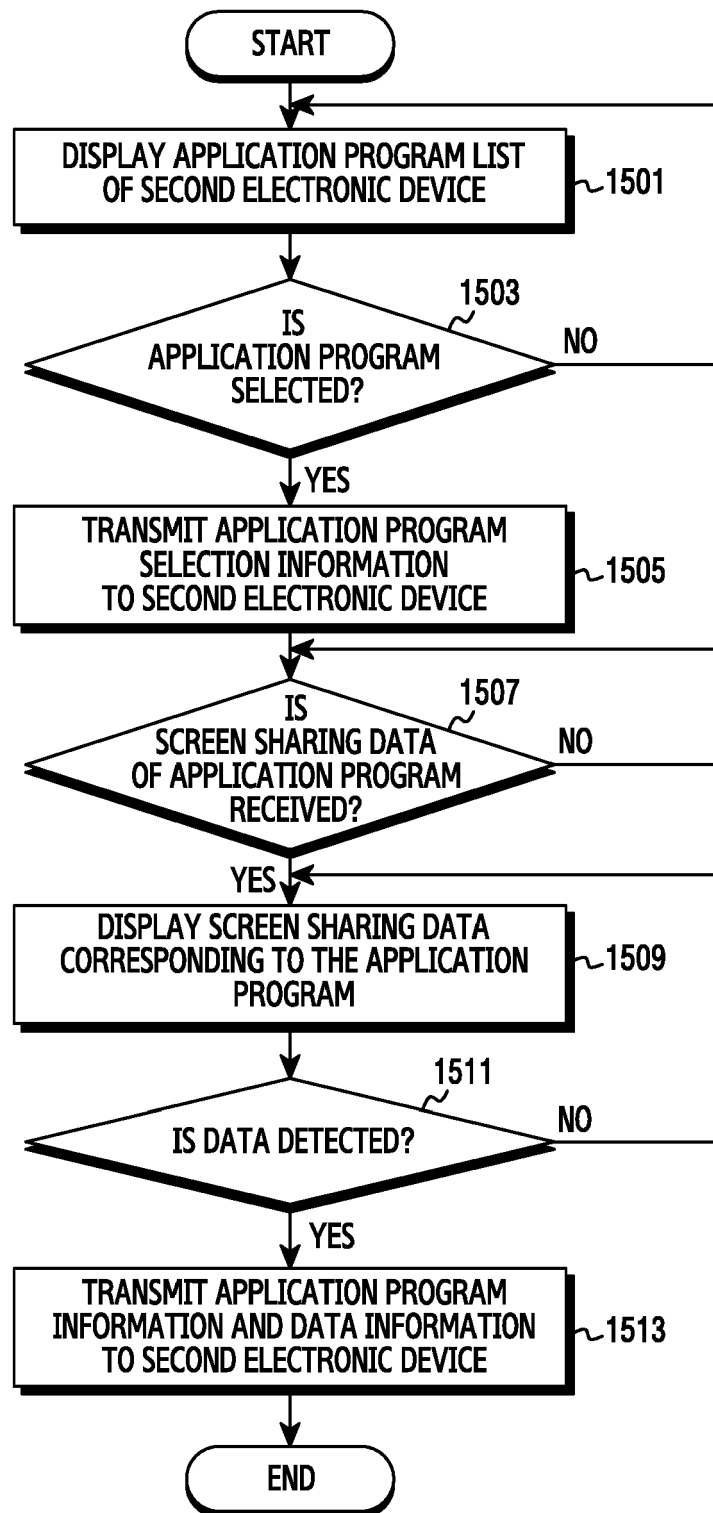 START
DISPLAY APPLICATION PROGRAM LIST
OF SECOND ELECTRONIC DEVICE
1501
1503
IS
APPLICATION PROGRAM
SELECTED?
NO
YES
TRANSMIT APPLICATION PROGRAM
SELECTION INFORMATION
TO SECOND ELECTRONIC DEVICE
1505
1507
IS
SCREEN SHARING DATA
OF APPLICATION PROGRAM
RECEIVED?
NO
YES
DISPLAY SCREEN SHARING DATA
CORRESPONDING TO THE APPLICATION
PROGRAM
1509
1511
IS DATA DETECTED?
NO
YES
TRANSMIT APPLICATION PROGRAM
INFORMATION AND DATA INFORMATION
TO SECOND ELECTRONIC DEVICE
1513
END